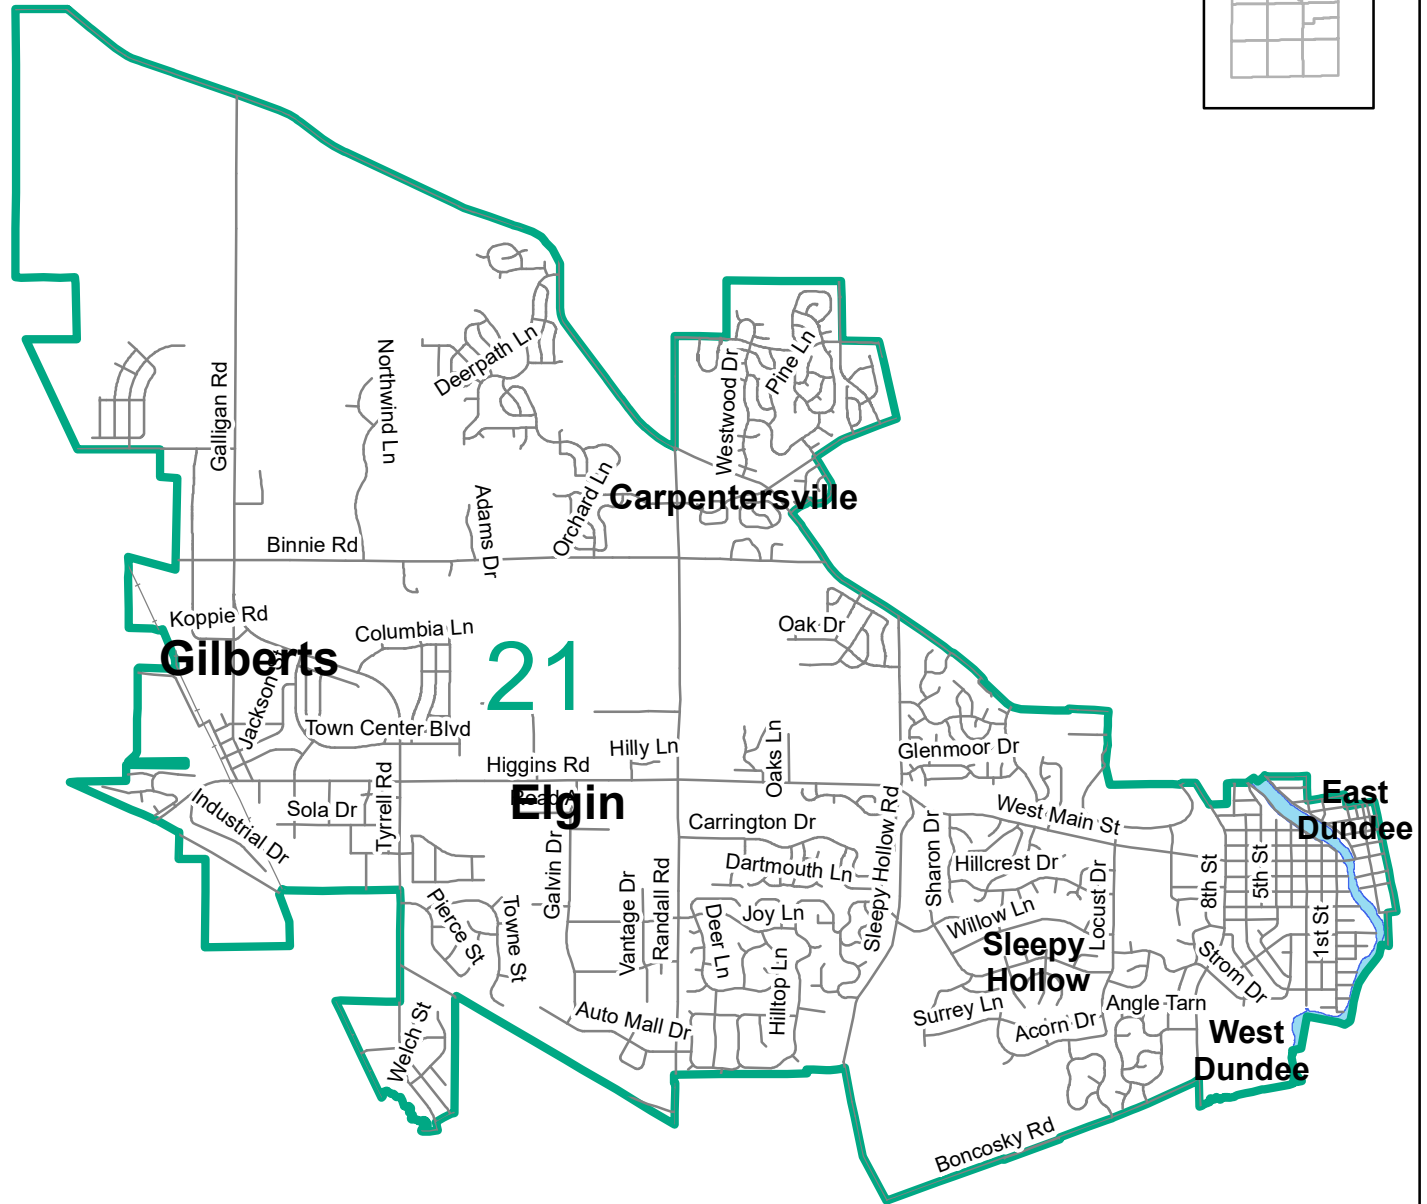 Deerpath Ln
Northwind Ln
Galligan Rd
Westwood Dr
Pine Ln
Carpentersville
Orchard Ln
Adams Dr
Binnie Rd
Koppie Rd
Columbia Ln
Oak Dr
Gilberts
21
Jackson St
Town Center Blvd
Hilly Ln
Oaks Ln
Glenmoor Dr
Higgins Rd
Tyrrell Rd
Elgin
East
Dundee
Industrial Dr
Sola Dr
Carrington Dr
West Main St
Sleepy Hollow Rd
Sharon Dr
Hillcrest Dr
Dartmouth Ln
Galvin Dr
Vantage Dr
Randall Rd
Locust Dr
8th St
5th St
1st St
Pierce St
Towne St
Deer Ln
Joy Ln
Hilltop Ln
Willow Ln
Sleepy
Hollow
Strom Dr
Surrey Ln
Acorn Dr
Angle Tarn
Auto Mall Dr
Welch St
West
Dundee
Boncosky Rd